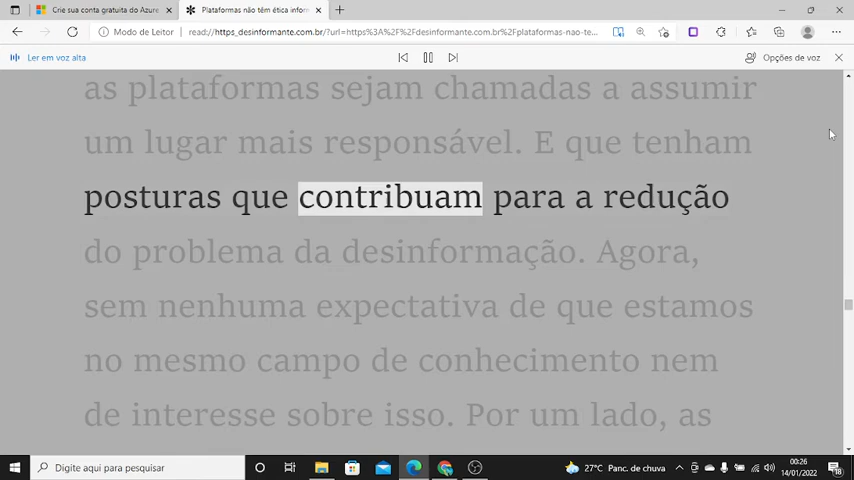 Crie sua conta gratuita do Azure
Plataformas não têm ética inform
Modo de Leitor
read://https_desinformante.com.br/?url=https%3A%2F%2Fdesinformante.com.br%2Fplataformas-nao-te...
Ler em voz alta
Opções de voz
as plataformas sejam chamadas a assumir
um lugar mais responsável. E que tenham
posturas que contribuam para a redução
do problema da desinformação. Agora,
sem nenhuma expectativa de que estamos
no mesmo campo de conhecimento nem
de interesse sobre isso. Por um lado, as
Digite aqui para pesquisar
27°C Panc. de chuva
00:26
14/01/2022
18